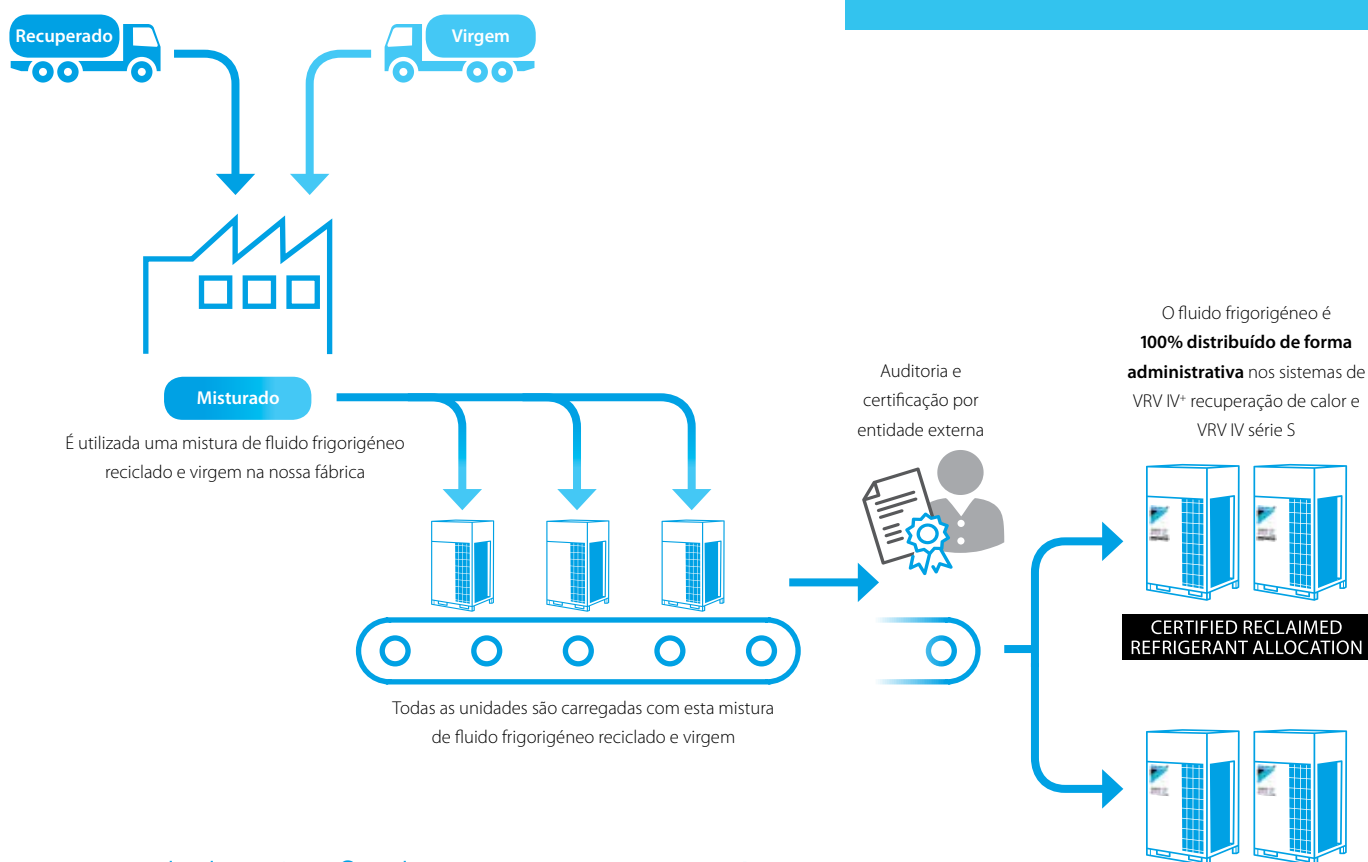 Recuperado
Virgem
Misturado
É utilizada uma mistura de fluido frigorigéneo
reciclado e virgem na nossa fábrica
Todas as unidades são carregadas com esta mistura
de fluido frigorigéneo reciclado e virgem
Auditoria e
certificação por
entidade externa
O fluido frigorigéneo é
100% distribuído de forma
administrativa nos sistemas de
VRV IV+ recuperação de calor e
VRV IV série S
CERTIFIED RECLAIMED
REFRIGERANT ALLOCATION